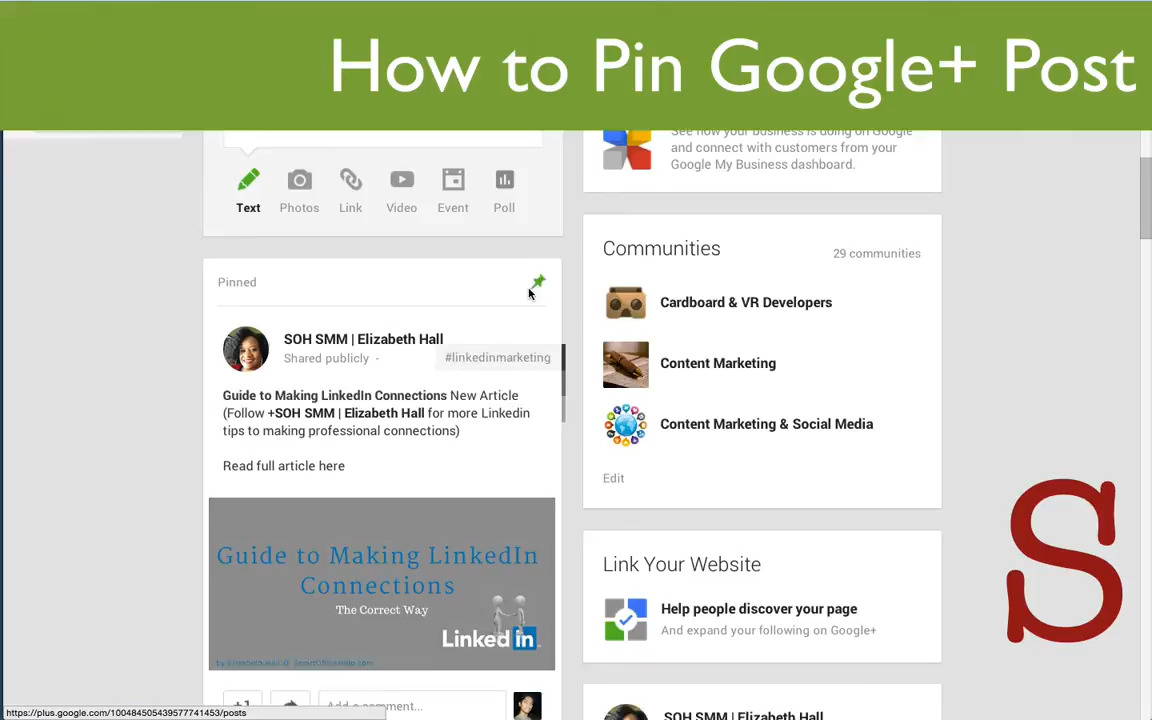 How to Pin Google+ Post
See how your business is doing on Google
and connect with customers from your
Google My Business dashboard.
Text Photos Link Video Event Poll
Pinned
SOH SMM | Elizabeth Hall
Shared publicly -
#linkedinmarketing
Guide to Making LinkedIn Connections New Article
(Follow +SOH SMM | Elizabeth Hall for more Linkedin
tips to making professional connections)
Read full article here
Guide to Making LinkedIn
Connections
The Correct Way
Linked in
+1
Add a comment...
https://plus.google.com/100484505439577741453/posts
Communities
29 communities
Cardboard & VR Developers
Content Marketing
Content Marketing & Social Media
Edit
Link Your Website
Help people discover your page
And expand your following on Google+
SOH SMM | Elizabeth Hall
S